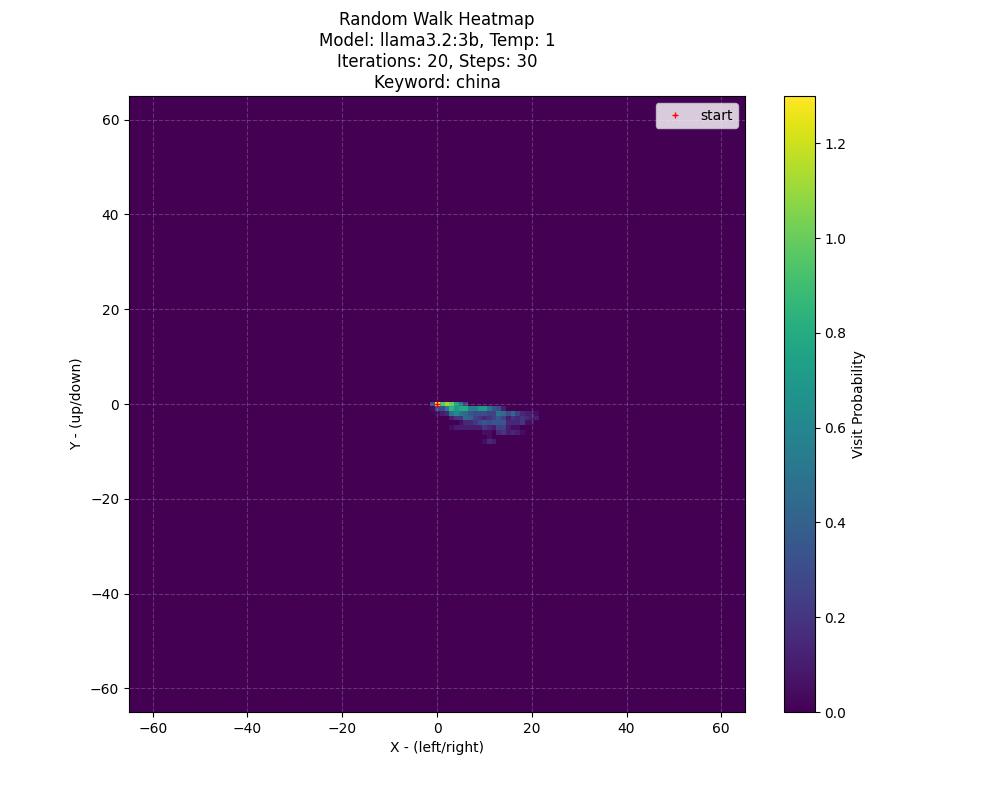 Random Walk Heatmap
Model: llama3.2:3b, Temp: 1
Iterations: 20, Steps: 30
Keyword: china
start
60
40
20
0
−20
−40
−60
Y - (up/down)
−60
−40
−20
0
20
40
60
X - (left/right)
1.2
1.0
0.8
0.6
0.4
0.2
0.0
Visit Probability